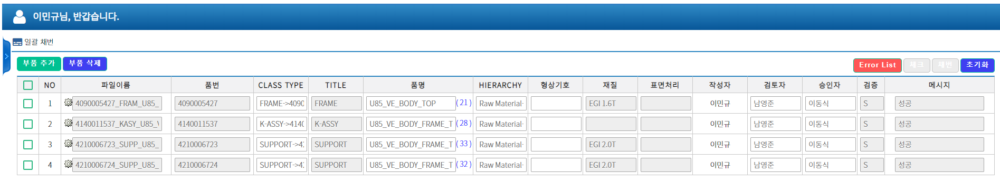 이민규님, 반갑습니다.
일괄 채번
부품 추가 부품 삭제 Error List 체크 채번 초기화
NO 파일이름 품번 CLASS TYPE TITLE 품명 HIERARCHY 형상기호 재질 표면처리 작성자 검토자 승인자 검증 메시지
1 4090005427_FRAM_U85_ 4090005427 FRAME->4090 FRAME U85_VE_BODY_TOP (21) Raw Material- EGI 1.6T 이민규 남영준 이동식 S 성공
2 4140011537_KASY_U85_V 4140011537 K-ASSY->4140 K-ASSY U85_VE_BODY_FRAME_T (28) Raw Material- 이민규 남영준 이동식 S 성공
3 4210006723_SUPP_U85_ 4210006723 SUPPORT->42 SUPPORT U85_VE_BODY_FRAME_T (33) Raw Material- EGI 2.0T 이민규 남영준 이동식 S 성공
4 4210006724_SUPP_U85_ 4210006724 SUPPORT->42 SUPPORT U85_VE_BODY_FRAME_T (32) Raw Material- EGI 2.0T 이민규 남영준 이동식 S 성공